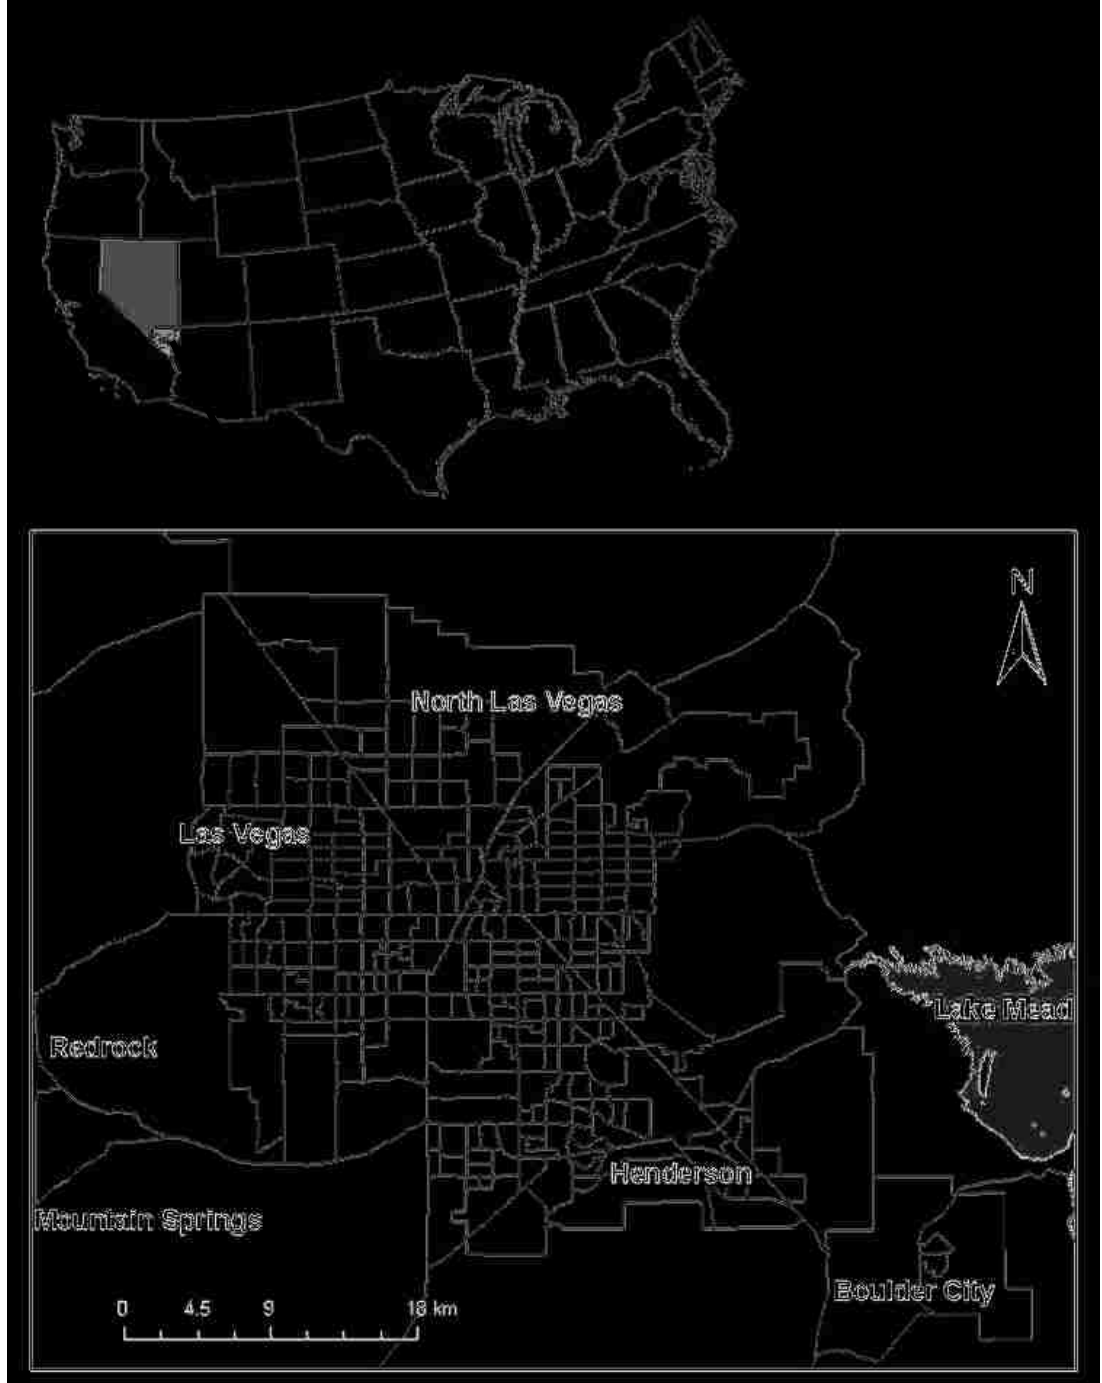 N
North Las Vegas
Las Vegas
Lake Mead
Redrock
Henderson
Mountain Springs
Boulder City
0 4.5 9 18 km